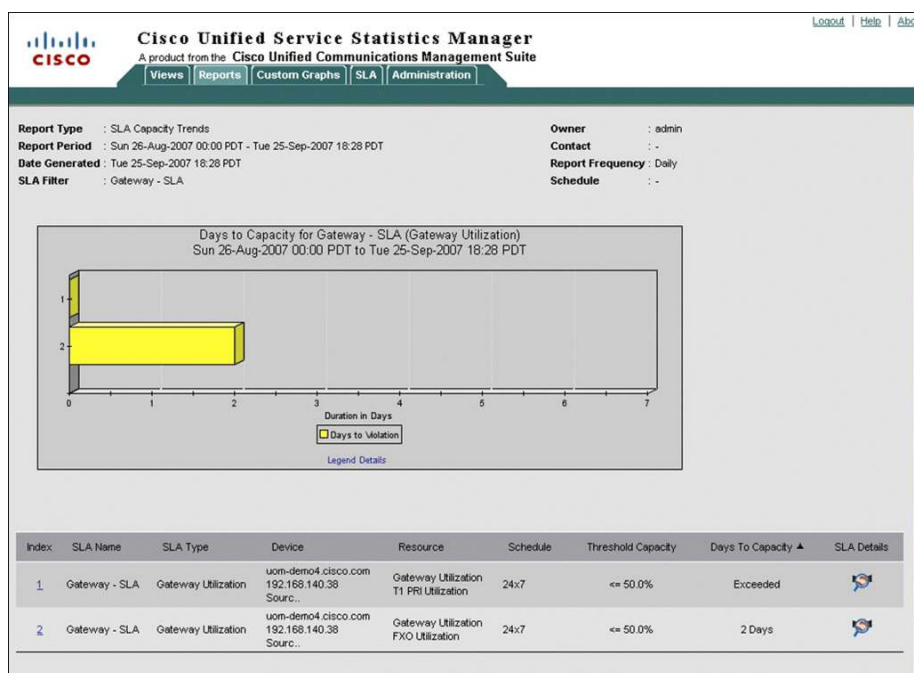 Logout | Help |
CISCO
Cisco Unified Service Statistics Manager
A product from the Cisco Unified Communications Management Suite
Views Reports Custom Graphs SLA Administration
Report Type : SLA Capacity Trends
Report Period : Sun 26-Aug-2007 00:00 PDT - Tue 25-Sep-2007 18:28 PDT
Date Generated : Tue 25-Sep-2007 18:28 PDT
SLA Filter : Gateway - SLA
Owner : admin
Contact : -
Report Frequency : Daily
Schedule : -
Days to Capacity for Gateway - SLA (Gateway Utilization)
Sun 26-Aug-2007 00:00 PDT to Tue 25-Sep-2007 18:28 PDT
1
2
0 1 2 3 4 5 6 7
Duration in Days
Days to Violation
Legend Details
Index SLA Name SLA Type Device Resource Schedule Threshold Capacity Days To Capacity ▲ SLA Details
uom-demo4.cisco.com
1 Gateway - SLA Gateway Utilization 192.168.140.38 Gateway Utilization 24x7 <= 50.0% Exceeded
Sourc.. T1 PRI Utilization
uom-demo4.cisco.com
2 Gateway - SLA Gateway Utilization 192.168.140.38 Gateway Utilization 24x7 <= 50.0% 2 Days
Sourc.. FXO Utilization